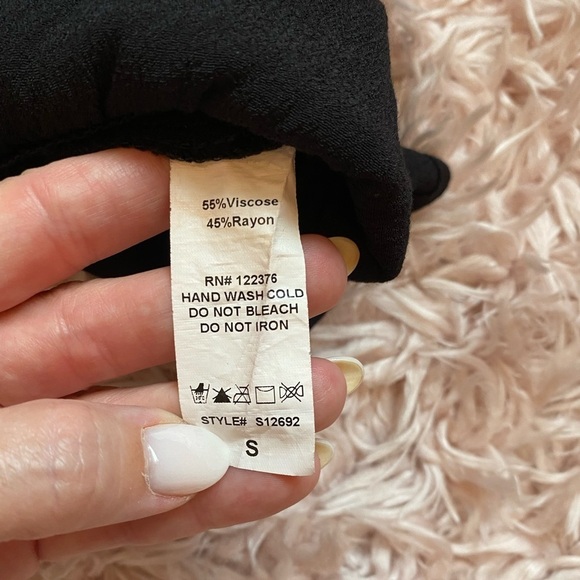 55%Viscose
45%Rayon
RN# 122376
HAND WASH COLD
DO NOT BLEACH
DO NOT IRON
STYLE# S12692
S